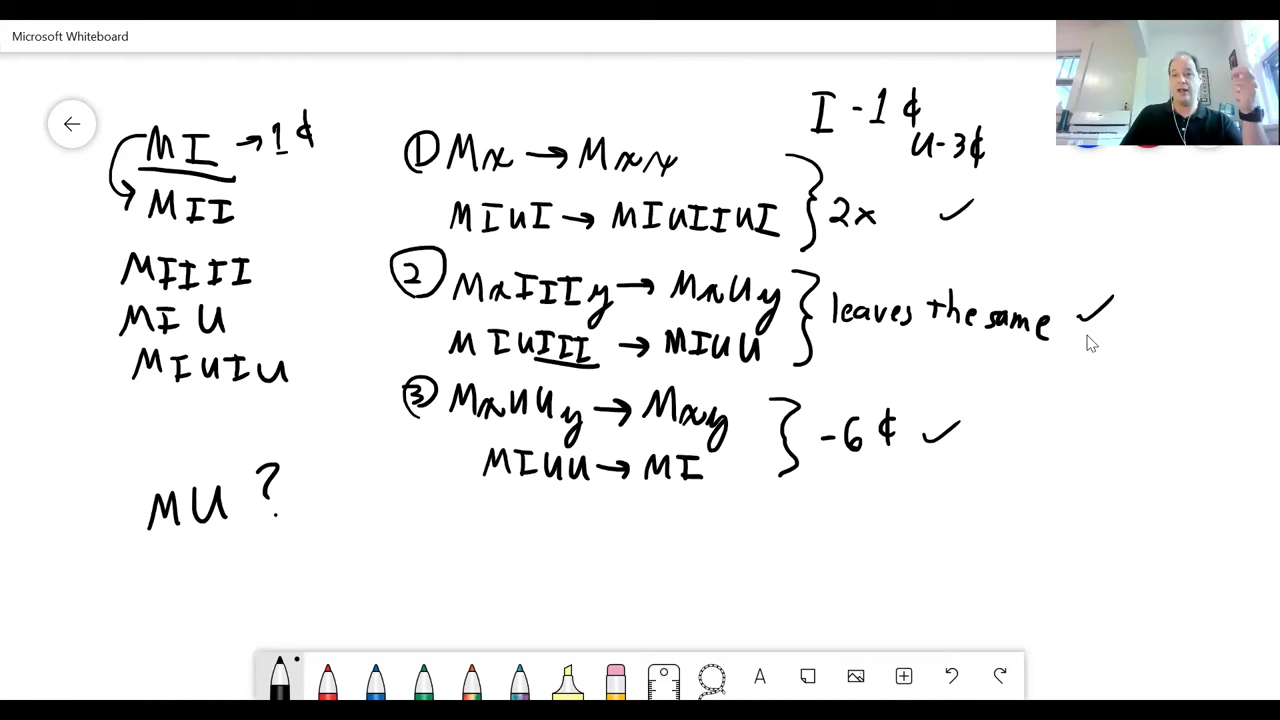 Microsoft Whiteboard
MI → 1¢
MII
MIIII
MIU
MIUIU
MU ?
① Mx → Mxx
MIUI → MIUIIUI
2x ✓
② MxIIIy → MxUy
MIUIII → MIUU
leaves the same ✓
③ MxUUy → Mxy
MIUU → MI
-6¢ ✓
I - 1¢
U - 3¢
A